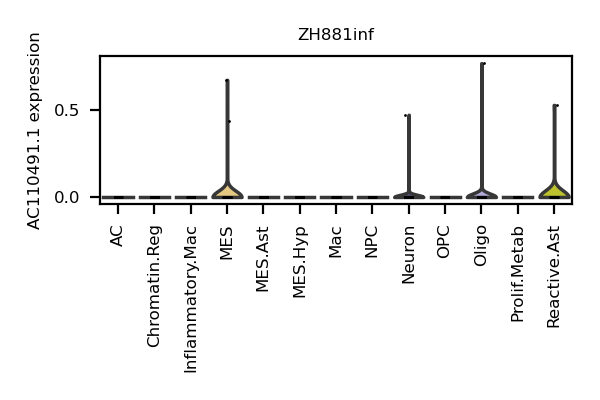 ZH881inf
AC110491.1 expression
0.5
0.0
AC
Chromatin.Reg
Inflammatory.Mac
MES
MES.Ast
MES.Hyp
Mac
NPC
Neuron
OPC
Oligo
Prolif.Metab
Reactive.Ast